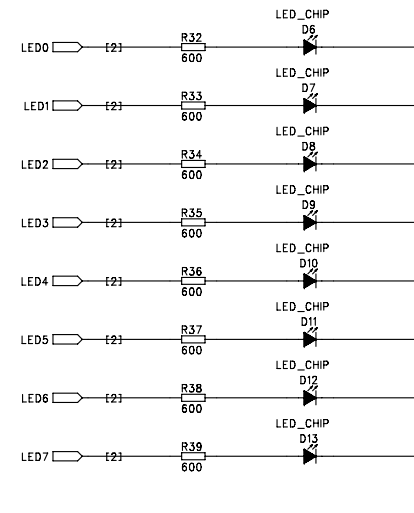 LED_CHIP
D6
R32
LED0 [2]
600
LED_CHIP
D7
R33
LED1 [2]
600
LED_CHIP
D8
R34
LED2 [2]
600
LED_CHIP
D9
R35
LED3 [2]
600
LED_CHIP
D10
R36
LED4 [2]
600
LED_CHIP
D11
R37
LED5 [2]
600
LED_CHIP
D12
R38
LED6 [2]
600
LED_CHIP
D13
R39
LED7 [2]
600